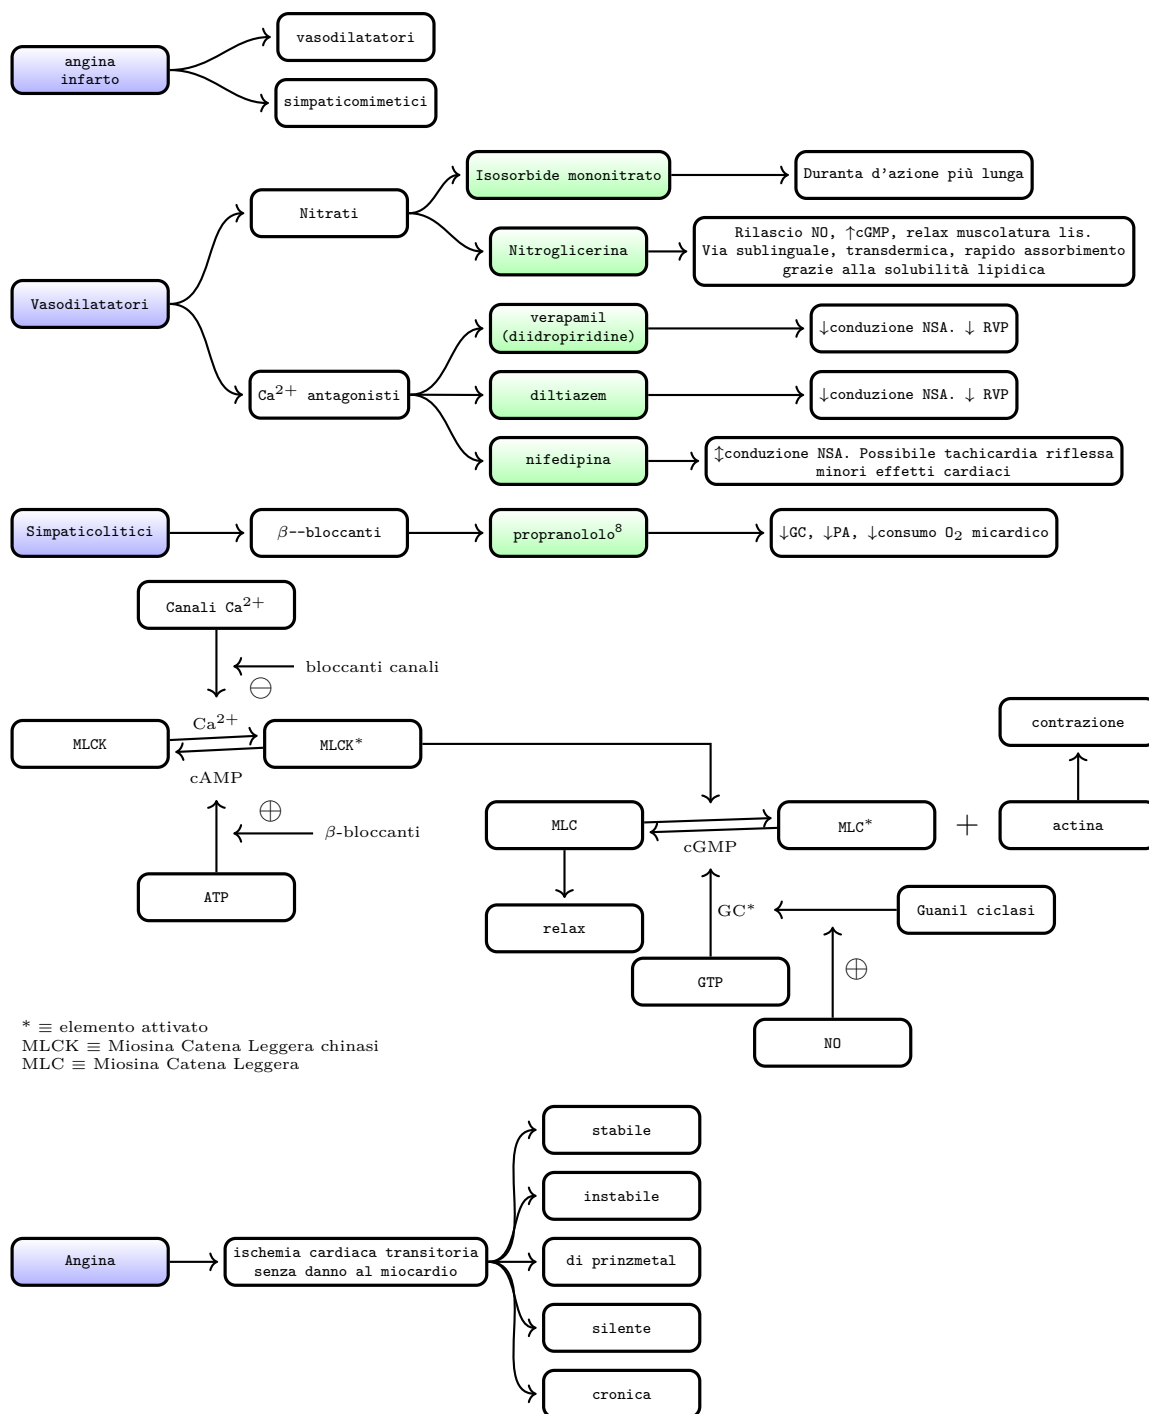 angina
infarto
vasodilatatori
simpaticomimetici
Vasodilatatori
Nitrati
Isosorbide mononitrato
Duranta d'azione più lunga
Nitroglicerina
Rilascio NO, ↑cGMP, relax muscolatura lis.
Via sublinguale, transdermica, rapido assorbimento
grazie alla solubilità lipidica
Ca²⁺ antagonisti
verapamil
(diidropiridine)
↓conduzione NSA. ↓ RVP
diltiazem
↓conduzione NSA. ↓ RVP
nifedipina
↕conduzione NSA. Possibile tachicardia riflessa
minori effetti cardiaci
Simpaticolitici
β--bloccanti
propranololo⁸
↓GC, ↓PA, ↓consumo O₂ micardico
Canali Ca²⁺
bloccanti canali
⊖
MLCK
Ca²⁺
MLCK*
cAMP
⊕
β-bloccanti
ATP
contrazione
MLC
MLC*
+
actina
cGMP
relax
GC*
Guanil ciclasi
GTP
⊕
NO
* ≡ elemento attivato
MLCK ≡ Miosina Catena Leggera chinasi
MLC ≡ Miosina Catena Leggera
Angina
ischemia cardiaca transitoria
senza danno al miocardio
stabile
instabile
di prinzmetal
silente
cronica